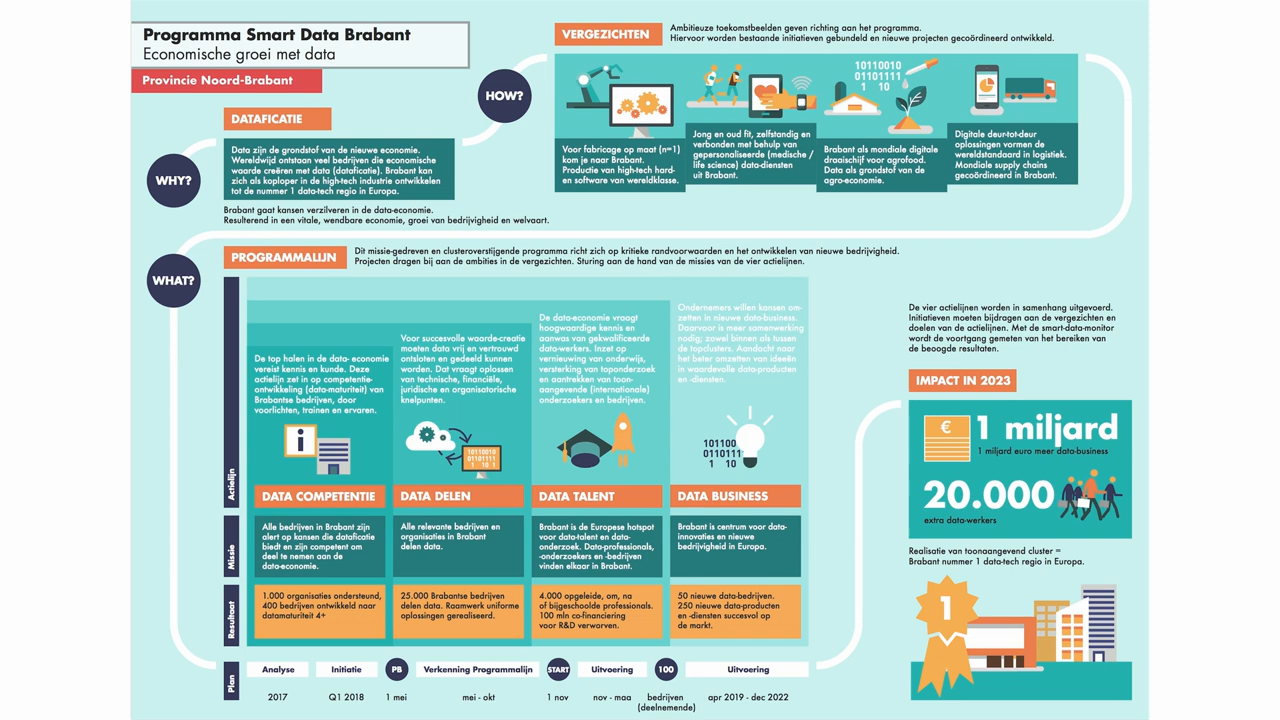 Programma Smart Data Brabant
Economische groei met data
Provincie Noord-Brabant
WHY?
DATAFICATIE
Data zijn de grondstof van de nieuwe economie.
Wereldwijd ontstaan veel bedrijven die economische
waarde creëren met data (dataficatie). Brabant kan
zich als koploper in de high-tech industrie ontwikkelen
tot de nummer 1 data-tech regio in Europa.
Brabant gaat kansen verzilveren in de data-economie.
Resulterend in een vitale, wendbare economie, groei van bedrijvigheid en welvaart.
HOW?
VERGEZICHTEN
Ambitieuze toekomstbeelden geven richting aan het programma.
Hiervoor worden bestaande initiatieven gebundeld en nieuwe projecten gecoördineerd ontwikkeld.
Voor fabricage op maat (n=1)
kom je naar Brabant.
Productie van high-tech hard-
en software van wereldklasse.
Jong en oud fit, zelfstandig en
verbonden met behulp van
gepersonaliseerde (medische /
life science) data-diensten
uit Brabant.
10110010
01101111
1 10
Brabant als mondiale digitale
draaischijf voor agrofood.
Data als grondstof van de
agro-economie.
Digitale deur-tot-deur
oplossingen vormen de
wereldstandaard in logistiek.
Mondiale supply chains
gecoördineerd in Brabant.
WHAT?
PROGRAMMALIJN
Dit missie-gedreven en clusteroverstijgende programma richt zich op kritieke randvoorwaarden en het ontwikkelen van nieuwe bedrijvigheid.
Projecten dragen bij aan de ambities in de vergezichten. Sturing aan de hand van de missies van de vier actielijnen.
Actielijn
De top halen in de data- economie
vereist kennis en kunde. Deze
actielijn zet in op competentie-
ontwikkeling (data-maturiteit) van
Brabantse bedrijven, door
voorlichten, trainen en ervaren.
i
DATA COMPETENTIE
Voor succesvolle waarde-creatie
moeten data vrij en vertrouwd
ontsloten en gedeeld kunnen
worden. Dat vraagt oplossen
van technische, financiële,
juridische en organisatorische
knelpunten.
10110010
01101111
1 10 1
DATA DELEN
De data-economie vraagt
hoogwaardige kennis en
aanwas van gekwalificeerde
data-werkers. Inzet op
vernieuwing van onderwijs,
versterking van toponderzoek
en aantrekken van toon-
aangevende (internationale)
onderzoekers en bedrijven.
DATA TALENT
Ondernemers willen kansen om-
zetten in nieuwe data-business.
Daarvoor is meer samenwerking
nodig; zowel binnen als tussen
de topclusters. Aandacht naar
het beter omzetten van ideeën
in waardevolle data-producten
en -diensten.
101100
0110111
1 10
DATA BUSINESS
Missie
Alle bedrijven in Brabant zijn
alert op kansen die dataficatie
biedt en zijn competent om
deel te nemen aan de
data-economie.
Alle relevante bedrijven en
organisaties in Brabant
delen data.
Brabant is de Europese hotspot
voor data-talent en data-
onderzoek. Data-professionals,
-onderzoekers en -bedrijven
vinden elkaar in Brabant.
Brabant is centrum voor data-
innovaties en nieuwe
bedrijvigheid in Europa.
Resultaat
1.000 organisaties ondersteund,
400 bedrijven ontwikkeld naar
datamaturiteit 4+
25.000 Brabantse bedrijven
delen data. Raamwerk uniforme
oplossingen gerealiseerd.
4.000 opgeleide, om, na
of bijgeschoolde professionals.
100 mln co-financiering
voor R&D verworven.
50 nieuwe data-bedrijven.
250 nieuwe data-producten
en -diensten succesvol op
de markt.
Plan
Analyse
Initiatie
PB
Verkenning Programmalijn
START
Uitvoering
100
Uitvoering
2017
Q1 2018
1 mei
mei - okt
1 nov
nov - maa
bedrijven
(deelnemende)
apr 2019 - dec 2022
De vier actielijnen worden in samenhang uitgevoerd.
Initiatieven moeten bijdragen aan de vergezichten en
doelen van de actielijnen. Met de smart-data-monitor
wordt de voortgang gemeten van het bereiken van
de beoogde resultaten.
IMPACT IN 2023
€
1 miljard
1 miljard euro meer data-business
20.000
extra data-werkers
Realisatie van toonaangevend cluster =
Brabant nummer 1 data-tech regio in Europa.
1